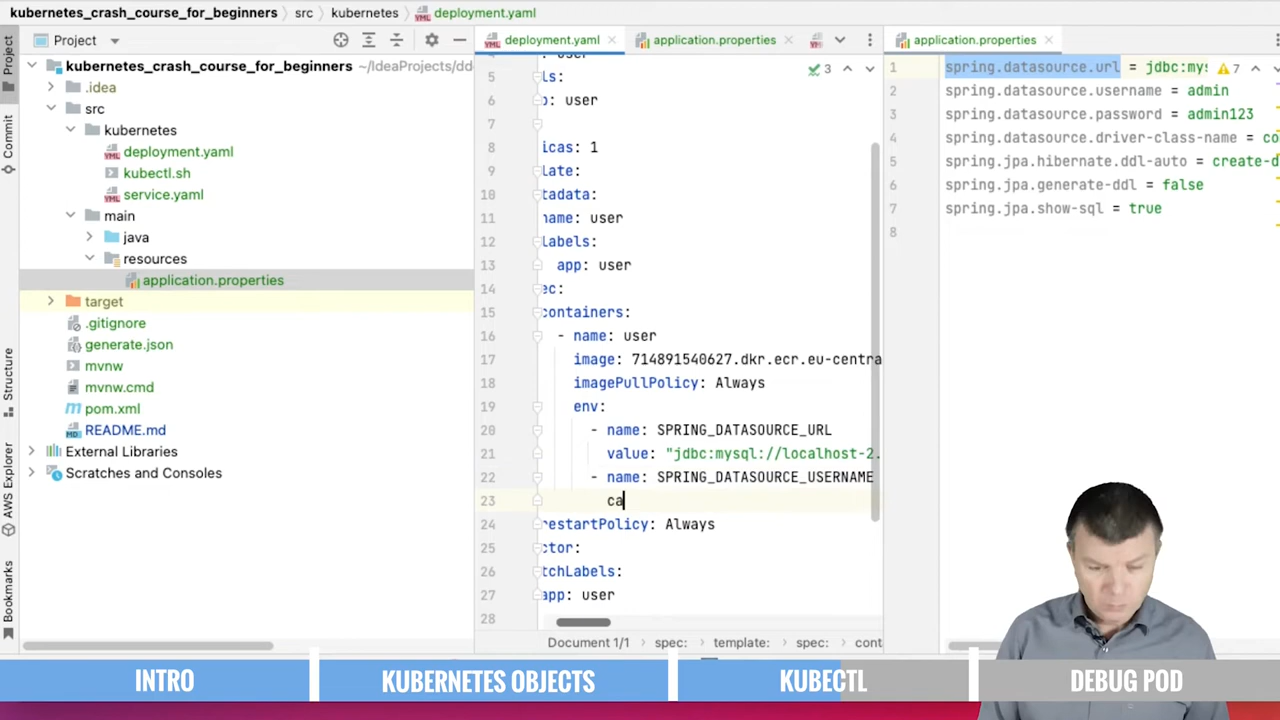 kubernetes_crash_course_for_beginners src kubernetes deployment.yaml
Project
Project
deployment.yaml
application.properties
application.properties
kubernetes_crash_course_for_beginners ~/IdeaProjects/dd
.idea
src
kubernetes
deployment.yaml
kubectl.sh
service.yaml
main
java
resources
application.properties
target
.gitignore
generate.json
mvnw
mvnw.cmd
pom.xml
README.md
External Libraries
Scratches and Consoles
Commit
Structure
AWS Explorer
Bookmarks
3
5 ls:
6 p: user
7
8 icas: 1
9 late:
10 tadata:
11 name: user
12 labels:
13 app: user
14 ec:
15 containers:
16 - name: user
17 image: 714891540627.dkr.ecr.eu-centra
18 imagePullPolicy: Always
19 env:
20 - name: SPRING_DATASOURCE_URL
21 value: "jdbc:mysql://localhost-2.
22 - name: SPRING_DATASOURCE_USERNAME
23 ca
24 restartPolicy: Always
25 ctor:
26 tchLabels:
27 app: user
28
Document 1/1 spec: template: spec: cont
1 spring.datasource.url = jdbc:mys 7
2 spring.datasource.username = admin
3 spring.datasource.password = admin123
4 spring.datasource.driver-class-name = co
5 spring.jpa.hibernate.ddl-auto = create-d
6 spring.jpa.generate-ddl = false
7 spring.jpa.show-sql = true
8
INTRO
KUBERNETES OBJECTS
KUBECTL
DEBUG POD